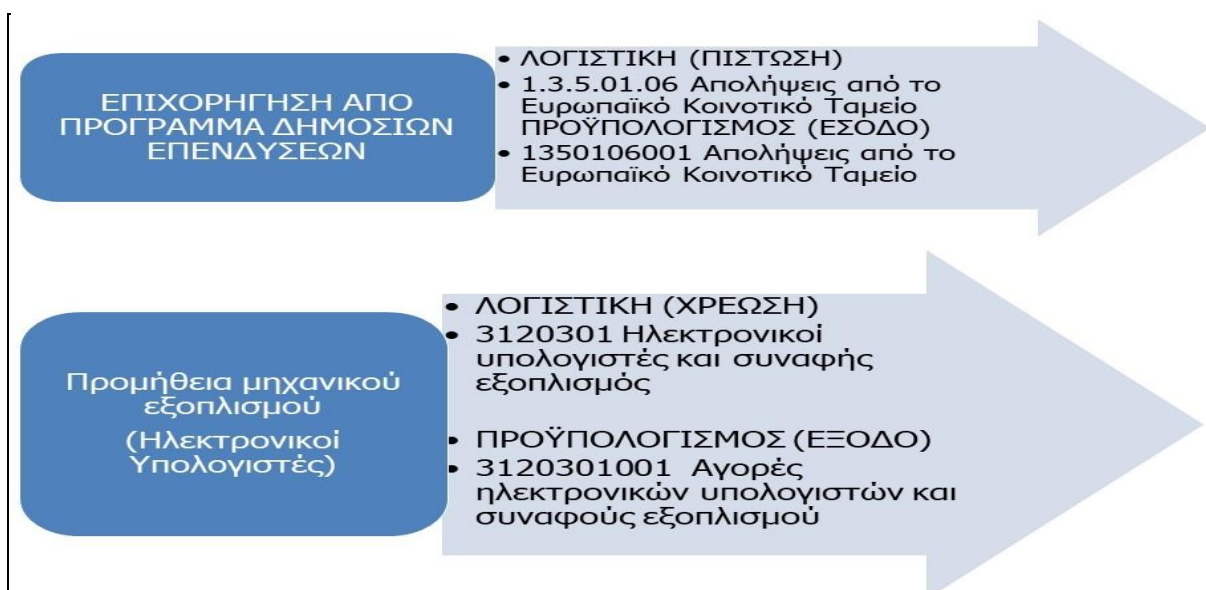 ΕΠΙΧΟΡΗΓΗΣΗ ΑΠΟ
ΠΡΟΓΡΑΜΜΑ ΔΗΜΟΣΙΩΝ
ΕΠΕΝΔΥΣΕΩΝ
• ΛΟΓΙΣΤΙΚΗ (ΠΙΣΤΩΣΗ)
• 1.3.5.01.06 Απολήψεις από το
Ευρωπαϊκό Κοινοτικό Ταμείο
ΠΡΟΫΠΟΛΟΓΙΣΜΟΣ (ΕΣΟΔΟ)
• 1350106001 Απολήψεις από το
Ευρωπαϊκό Κοινοτικό Ταμείο
Προμήθεια μηχανικού
εξοπλισμού
(Ηλεκτρονικοί
Υπολογιστές)
• ΛΟΓΙΣΤΙΚΗ (ΧΡΕΩΣΗ)
• 3120301 Ηλεκτρονικοί
υπολογιστές και συναφής
εξοπλισμός
• ΠΡΟΫΠΟΛΟΓΙΣΜΟΣ (ΕΞΟΔΟ)
• 3120301001 Αγορές
ηλεκτρονικών υπολογιστών και
συναφούς εξοπλισμού